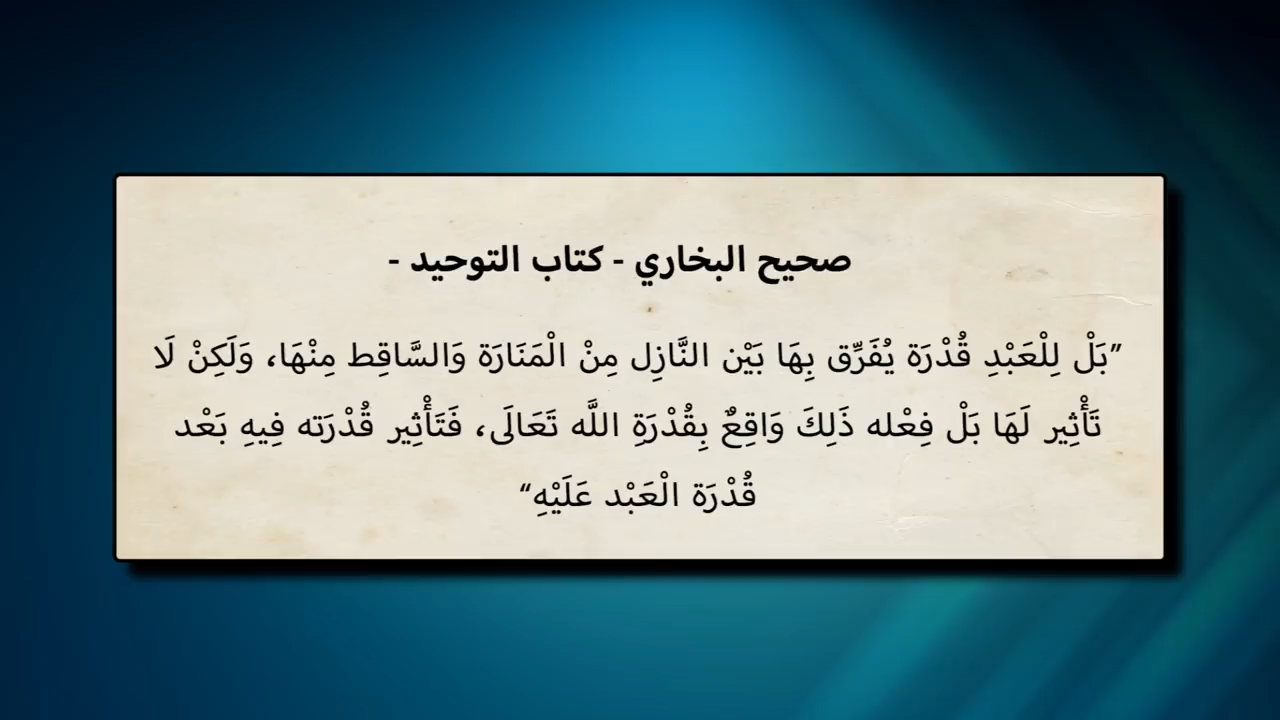 صحيح البخاري - كتاب التوحيد -
”بَلْ لِلْعَبْدِ قُدْرَة يُفَرِّق بِهَا بَيْن النَّازِل مِنْ الْمَنَارَة وَالسَّاقِط مِنْهَا، وَلَكِنْ لَا
تَأْثِير لَهَا بَلْ فِعْله ذَلِكَ وَاقِعٌ بِقُدْرَةِ اللَّه تَعَالَى، فَتَأْثِير قُدْرَته فِيهِ بَعْد
قُدْرَة الْعَبْد عَلَيْهِ“